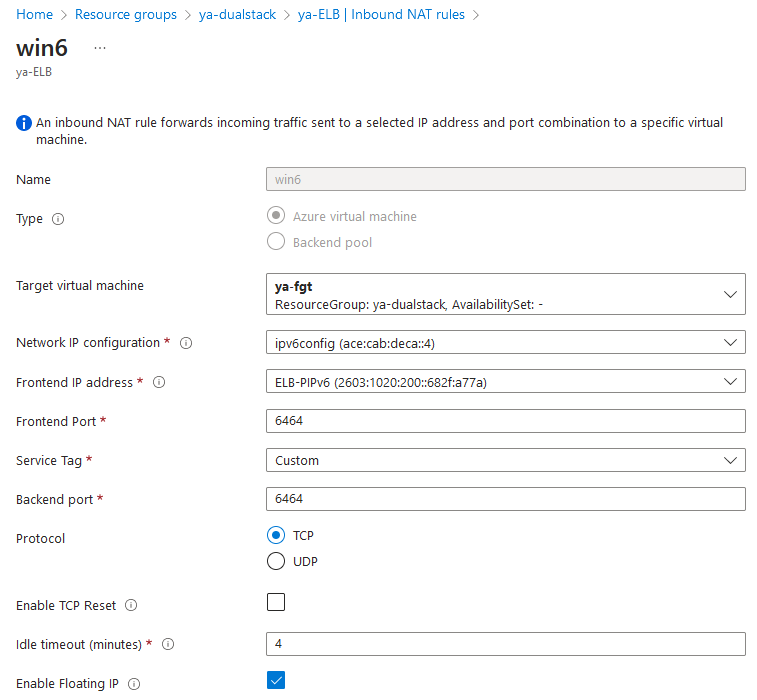 Home > Resource groups > ya-dualstack > ya-ELB | Inbound NAT rules >
win6 ...
ya-ELB
An inbound NAT rule forwards incoming traffic sent to a selected IP address and port combination to a specific virtual
machine.
Name win6
Type Azure virtual machine
Backend pool
Target virtual machine ya-fgt
ResourceGroup: ya-dualstack, AvailabilitySet: -
Network IP configuration * ipv6config (ace:cab:deca::4)
Frontend IP address * ELB-PIPv6 (2603:1020:200::682f:a77a)
Frontend Port * 6464
Service Tag * Custom
Backend port * 6464
Protocol TCP
UDP
Enable TCP Reset
Idle timeout (minutes) * 4
Enable Floating IP